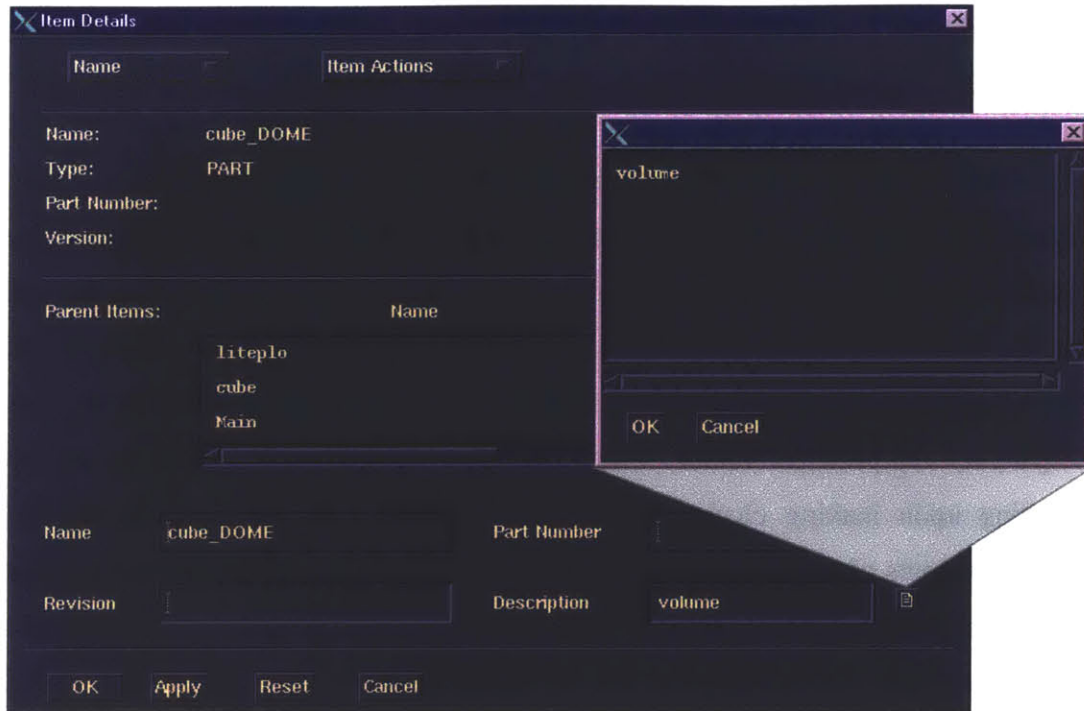 Item Details
Name Item Actions
Name: cube_DOME
Type: PART
Part Number:
Version:
Parent Items: Name
liteplo
cube
Main
volume
OK Cancel
Name cube_DOME Part Number
Revision Description volume
OK Apply Reset Cancel